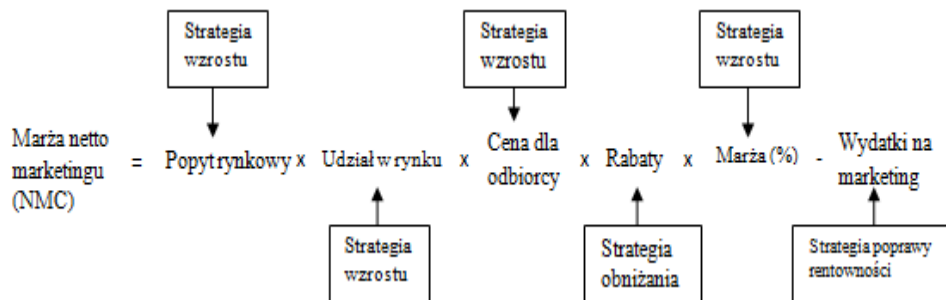 Strategia
wzrostu
Strategia
wzrostu
Strategia
wzrostu
Marża netto
marketingu
(NMC)
= Popyt rynkowy x Udział w rynku x
Cena dla
odbiorcy
x Rabaty x Marża (%) -
Wydatki na
marketing
Strategia
wzrostu
Strategia
obniżania
Strategia poprawy
rentowności